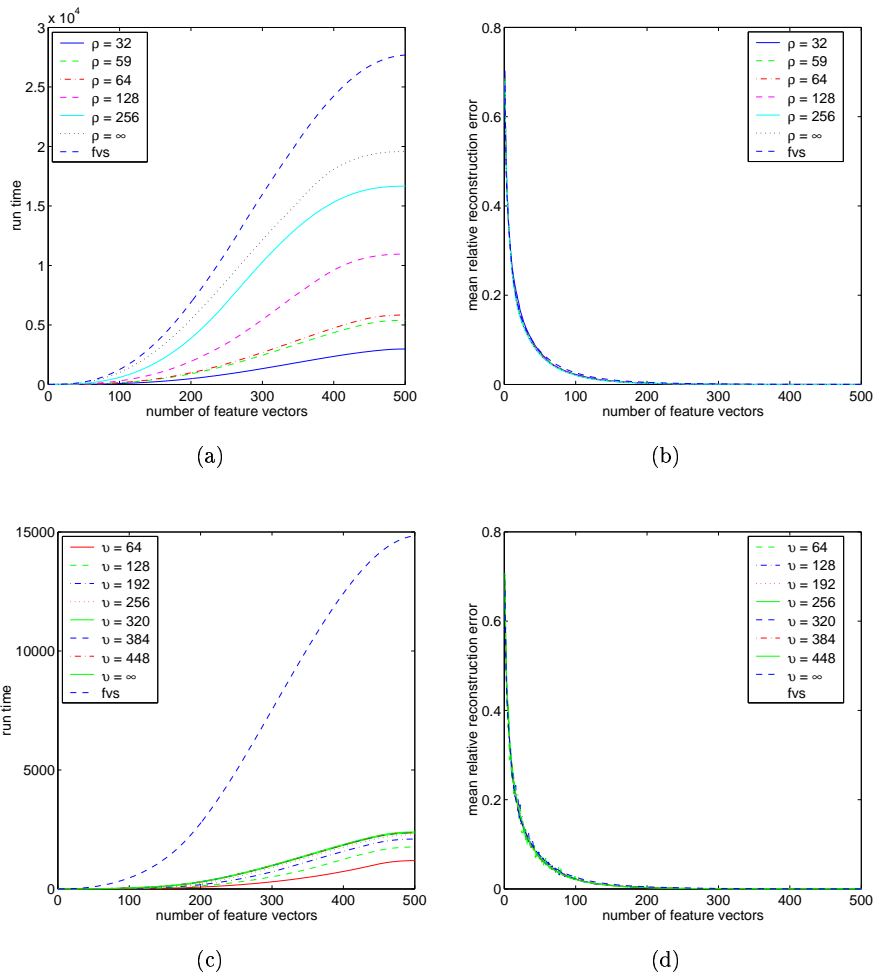 x 10⁴
3
2.5
2
1.5
1
0.5
0
run time
0 100 200 300 400 500
number of feature vectors
ρ = 32
ρ = 59
ρ = 64
ρ = 128
ρ = 256
ρ = ∞
fvs
(a)
0.8
0.6
0.4
0.2
0
mean relative reconstruction error
0 100 200 300 400 500
number of feature vectors
ρ = 32
ρ = 59
ρ = 64
ρ = 128
ρ = 256
ρ = ∞
fvs
(b)
15000
10000
5000
0
run time
0 100 200 300 400 500
number of feature vectors
υ = 64
υ = 128
υ = 192
υ = 256
υ = 320
υ = 384
υ = 448
υ = ∞
fvs
(c)
0.8
0.6
0.4
0.2
0
mean relative reconstruction error
0 100 200 300 400 500
number of feature vectors
υ = 64
υ = 128
υ = 192
υ = 256
υ = 320
υ = 384
υ = 448
υ = ∞
fvs
(d)